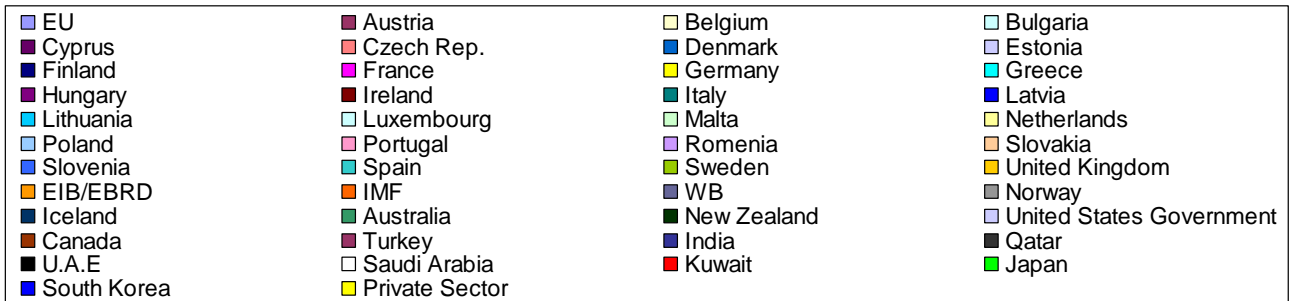 EU Austria Belgium Bulgaria
Cyprus Czech Rep. Denmark Estonia
Finland France Germany Greece
Hungary Ireland Italy Latvia
Lithuania Luxembourg Malta Netherlands
Poland Portugal Romenia Slovakia
Slovenia Spain Sweden United Kingdom
EIB/EBRD IMF WB Norway
Iceland Australia New Zealand United States Government
Canada Turkey India Qatar
U.A.E Saudi Arabia Kuwait Japan
South Korea Private Sector